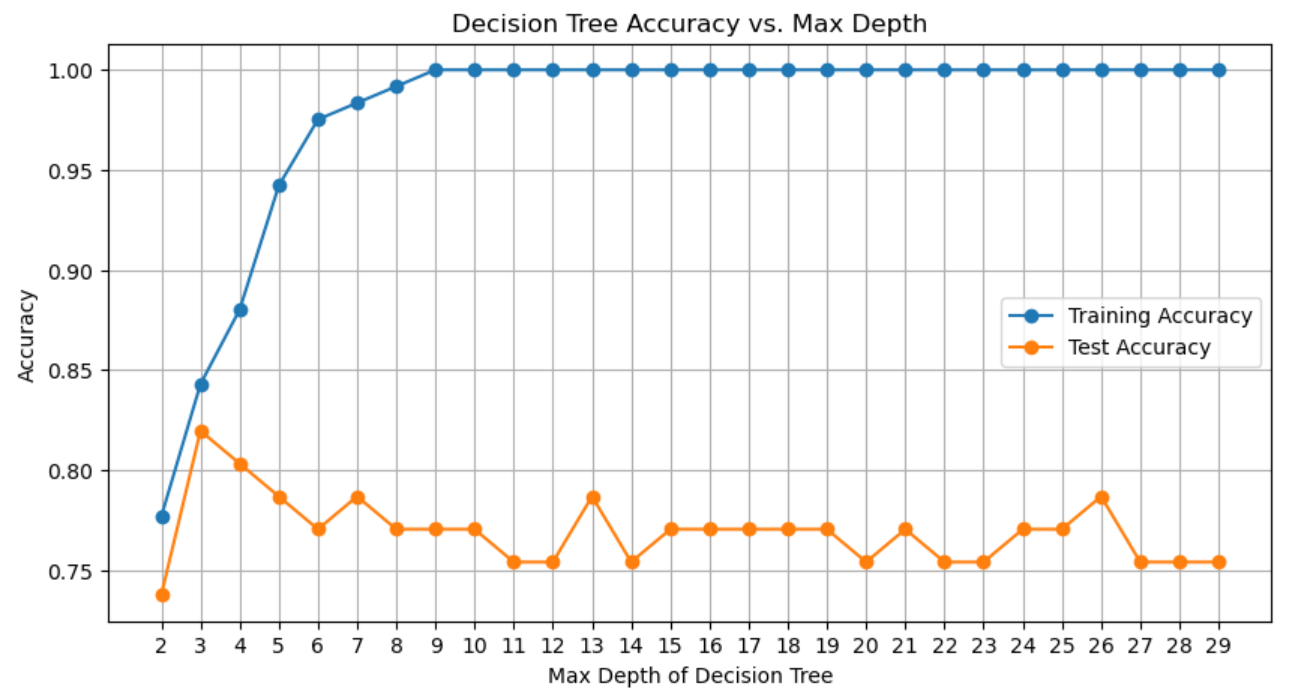 Decision Tree Accuracy vs. Max Depth
1.00
0.95
0.90
0.85
0.80
0.75
Accuracy
Training Accuracy
Test Accuracy
2 3 4 5 6 7 8 9 10 11 12 13 14 15 16 17 18 19 20 21 22 23 24 25 26 27 28 29
Max Depth of Decision Tree